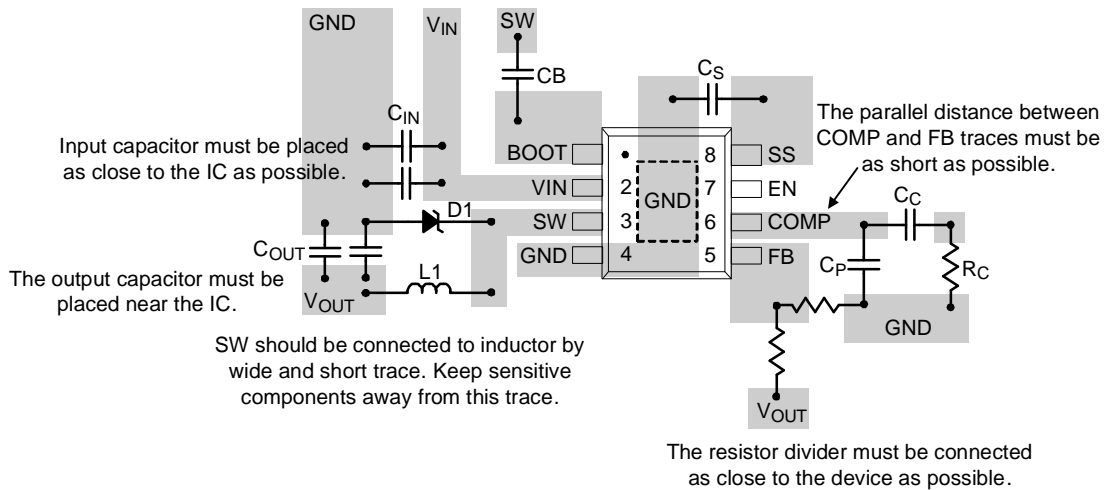 GND
VIN
SW
CB
CS
CIN
Input capacitor must be placed
as close to the IC as possible.
The parallel distance between
COMP and FB traces must be
as short as possible.
BOOT
VIN
SW
GND
2
3
4
GND
8
7
6
5
SS
EN
COMP
FB
D1
COUT
L1
VOUT
The output capacitor must be
placed near the IC.
CC
CP
RC
GND
SW should be connected to inductor by
wide and short trace. Keep sensitive
components away from this trace.
VOUT
The resistor divider must be connected
as close to the device as possible.